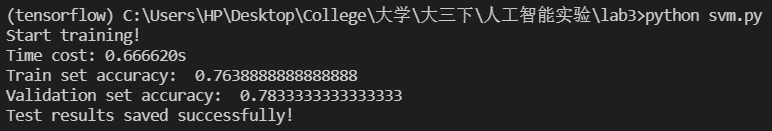 (tensorflow) C:\Users\HP\Desktop\College\大学\大三下\人工智能实验\lab3>python svm.py
Start training!
Time cost: 0.666620s
Train set accuracy:  0.7638888888888888
Validation set accuracy:  0.7833333333333333
Test results saved successfully!